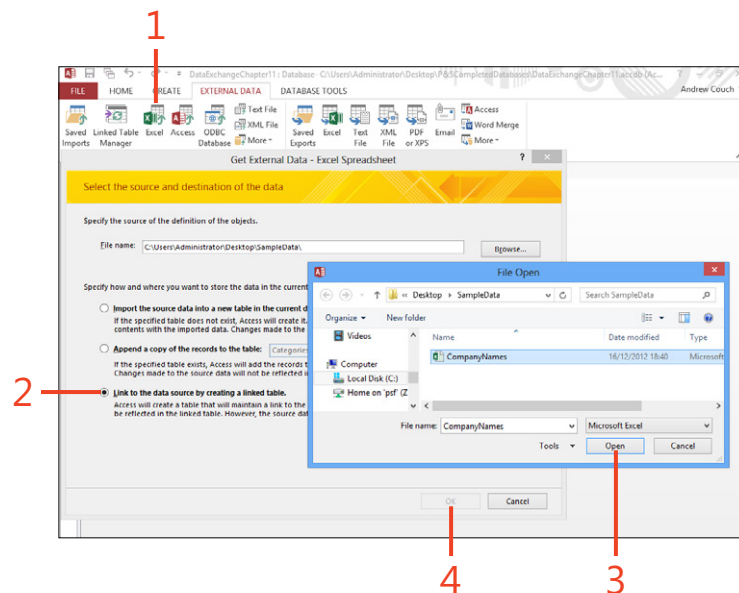 1
DataExchangeChapter11 : Database- C:\Users\Administrator\Desktop\P&SCompletedDatabases\DataExchangeChapter11.accdb (Ac...
FILE HOME CREATE EXTERNAL DATA DATABASE TOOLS Andrew Couch
Saved Imports
Linked Table Manager
Excel
Access
ODBC Database
Text File
XML File
More
Saved Exports
Excel
Text File
XML File
PDF or XPS
Email
Access
Word Merge
More
Get External Data - Excel Spreadsheet
Select the source and destination of the data
Specify the source of the definition of the objects.
File name: C:\Users\Administrator\Desktop\SampleData\
Browse...
Specify how and where you want to store the data in the current
Import the source data into a new table in the current d
If the specified table does not exist, Access will create it.
contents with the imported data. Changes made to the
Append a copy of the records to the table: Categories
If the specified table exists, Access will add the records t
Changes made to the source data will not be reflected i
2
Link to the data source by creating a linked table.
Access will create a table that will maintain a link to the
be reflected in the linked table. However, the source dat
OK Cancel
File Open
« Desktop SampleData
Search SampleData
Organize New folder
Videos
Computer
Local Disk (C:)
Home on 'psf' (Z
Name Date modified Type
CompanyNames 16/12/2012 18:40 Microsoft
File name: CompanyNames Microsoft Excel
Tools Open Cancel
4 3